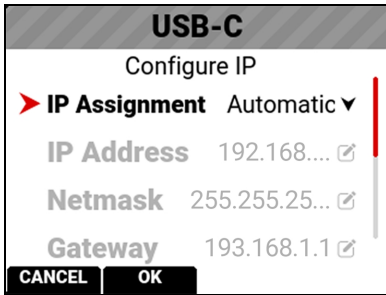 USB-C
Configure IP
IP Assignment Automatic
IP Address 192.168....
Netmask 255.255.25...
Gateway 193.168.1.1
CANCEL OK